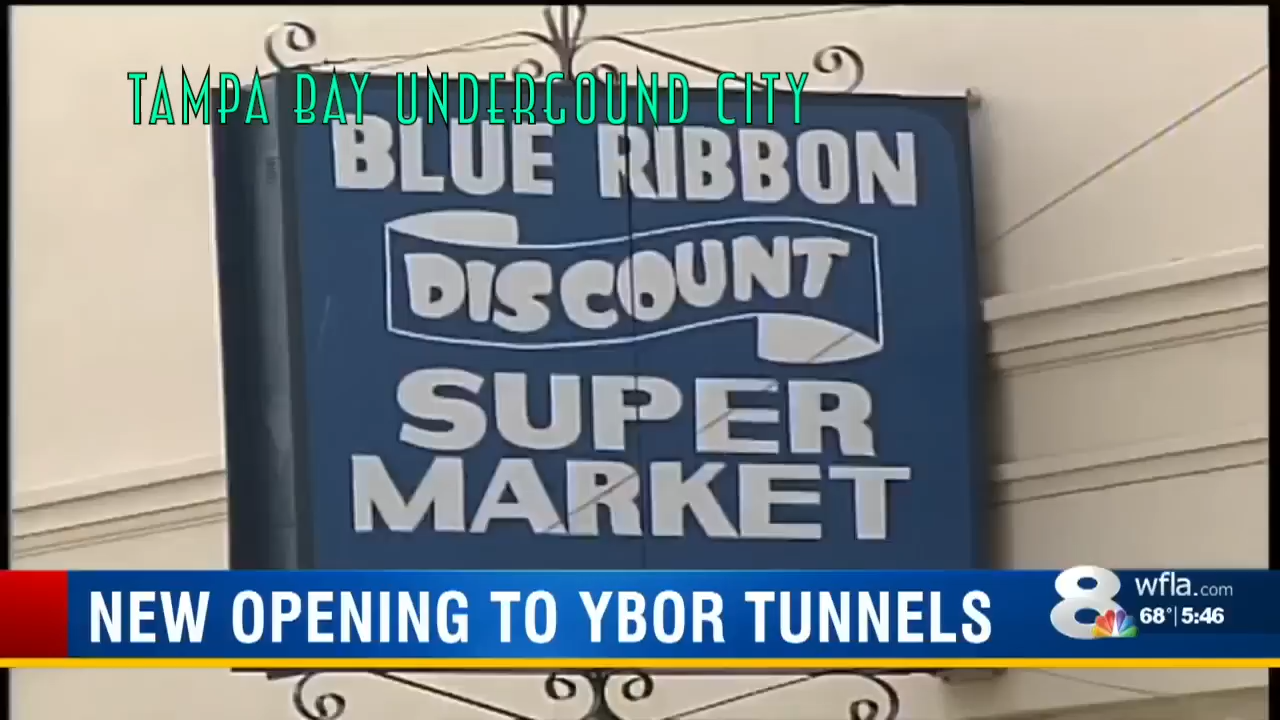 TAMPA BAY UNDERGOUND CITY
BLUE RIBBON
DISCOUNT
SUPER
MARKET
NEW OPENING TO YBOR TUNNELS
8 wfla.com
68° | 5:46